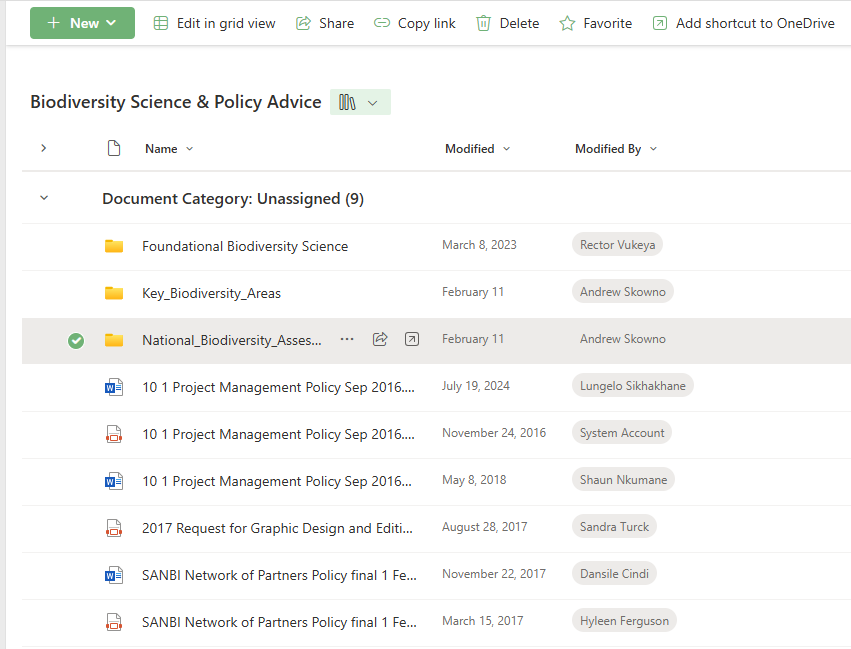 New Edit in grid view Share Copy link Delete Favorite Add shortcut to OneDrive
Biodiversity Science & Policy Advice
Name Modified Modified By
Document Category: Unassigned (9)
Foundational Biodiversity Science March 8, 2023 Rector Vukeya
Key_Biodiversity_Areas February 11 Andrew Skowno
National_Biodiversity_Asses... February 11 Andrew Skowno
10 1 Project Management Policy Sep 2016.... July 19, 2024 Lungelo Sikhakhane
10 1 Project Management Policy Sep 2016.... November 24, 2016 System Account
10 1 Project Management Policy Sep 2016... May 8, 2018 Shaun Nkumane
2017 Request for Graphic Design and Editi... August 28, 2017 Sandra Turck
SANBI Network of Partners Policy final 1 Fe... November 22, 2017 Dansile Cindi
SANBI Network of Partners Policy final 1 Fe... March 15, 2017 Hyleen Ferguson